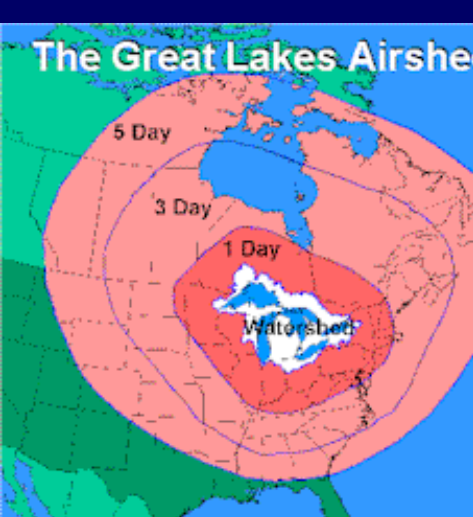 The Great Lakes Airshe
5 Day
3 Day
1 Day
Watershed